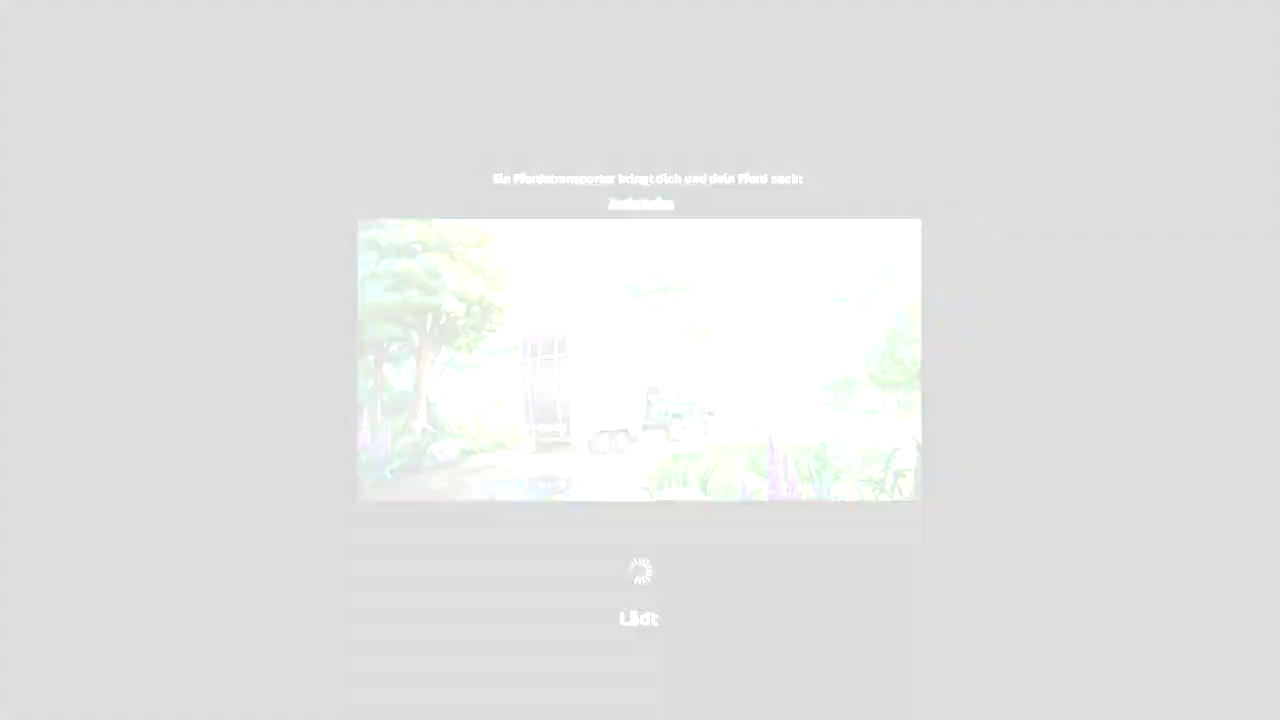 Ein Pferdetransporter bringt dich und dein Pferd nach:
Lädt